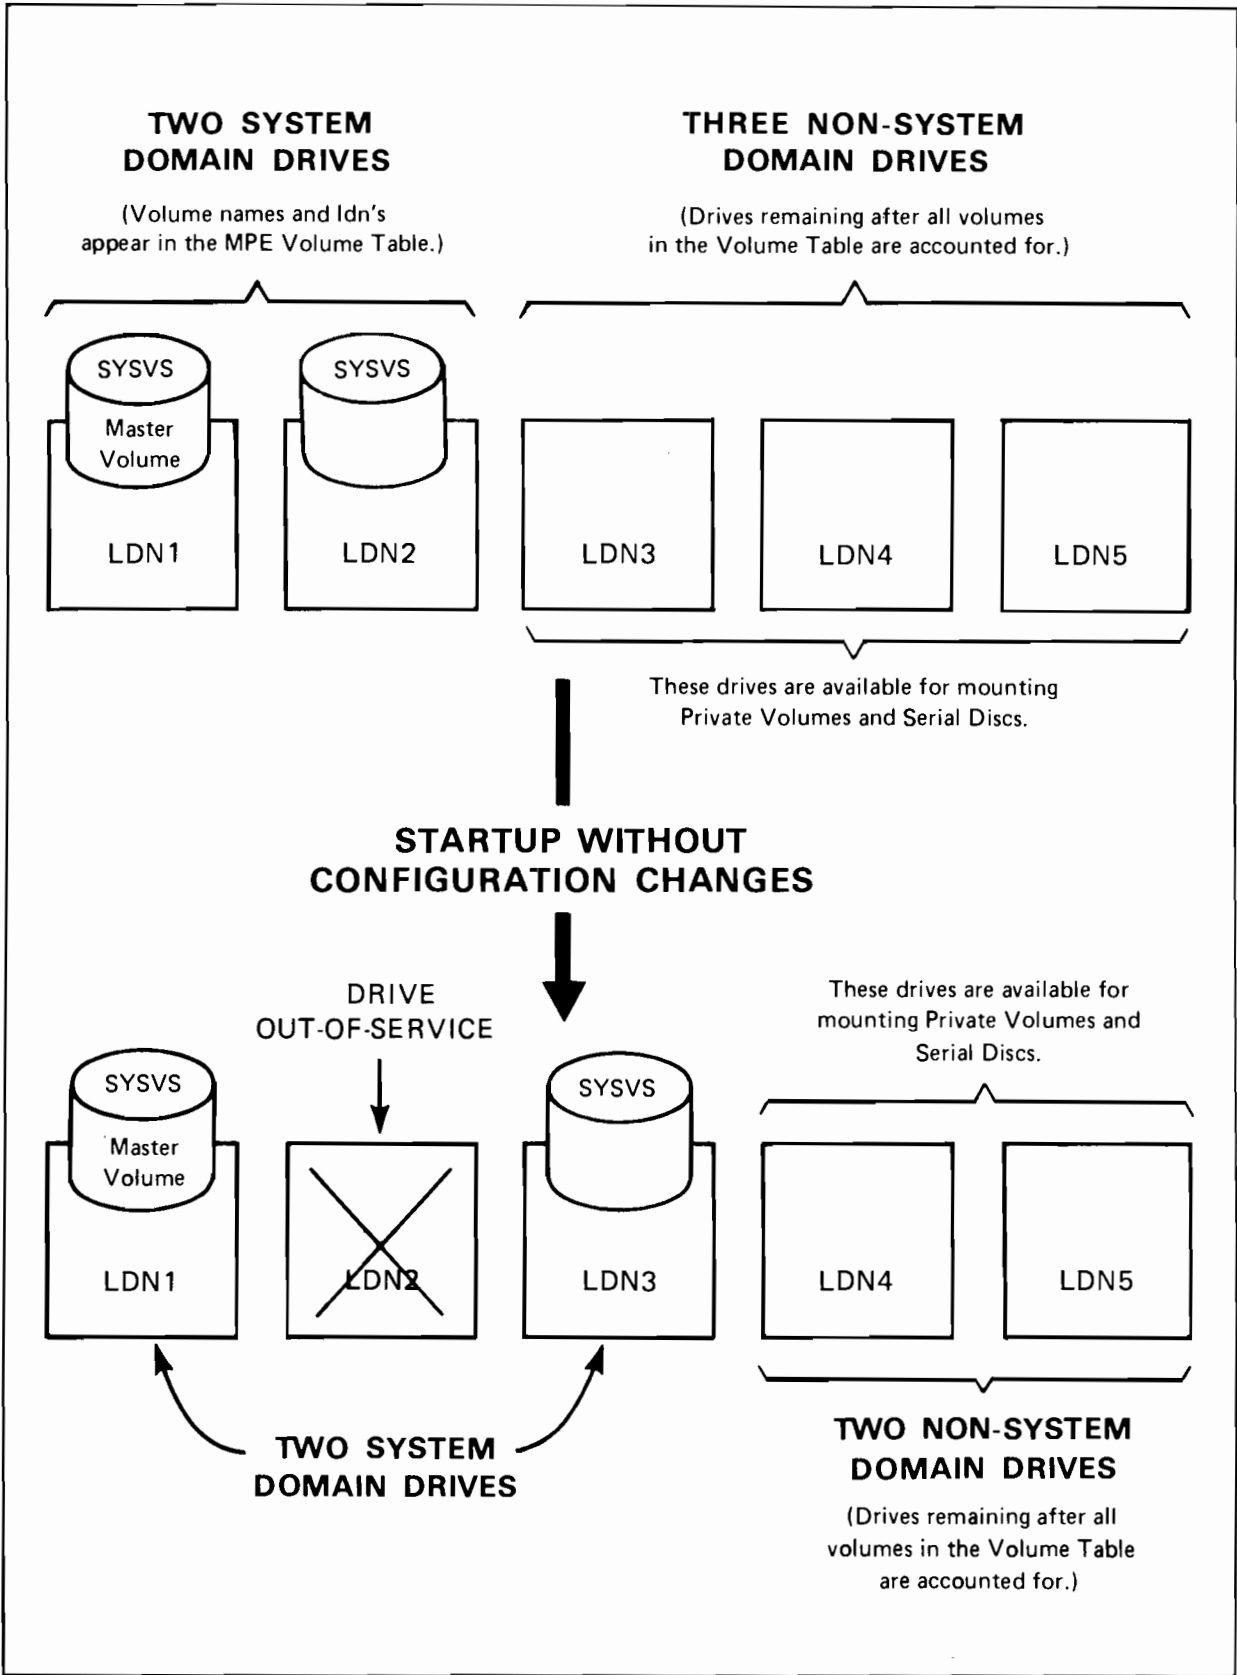 TWO SYSTEM
DOMAIN DRIVES
(Volume names and ldn's
appear in the MPE Volume Table.)
THREE NON-SYSTEM
DOMAIN DRIVES
(Drives remaining after all volumes
in the Volume Table are accounted for.)
SYSVS
Master
Volume
LDN1
SYSVS
LDN2
LDN3
LDN4
LDN5
These drives are available for mounting
Private Volumes and Serial Discs.
STARTUP WITHOUT
CONFIGURATION CHANGES
DRIVE
OUT-OF-SERVICE
These drives are available for
mounting Private Volumes and
Serial Discs.
SYSVS
Master
Volume
LDN1
LDN2
SYSVS
LDN3
LDN4
LDN5
TWO SYSTEM
DOMAIN DRIVES
TWO NON-SYSTEM
DOMAIN DRIVES
(Drives remaining after all
volumes in the Volume Table
are accounted for.)